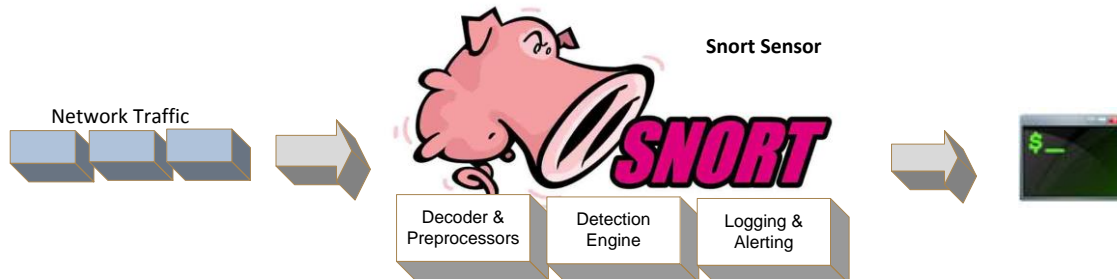 Snort Sensor
Network Traffic
SNORT
$_
Decoder &
Preprocessors
Detection
Engine
Logging &
Alerting